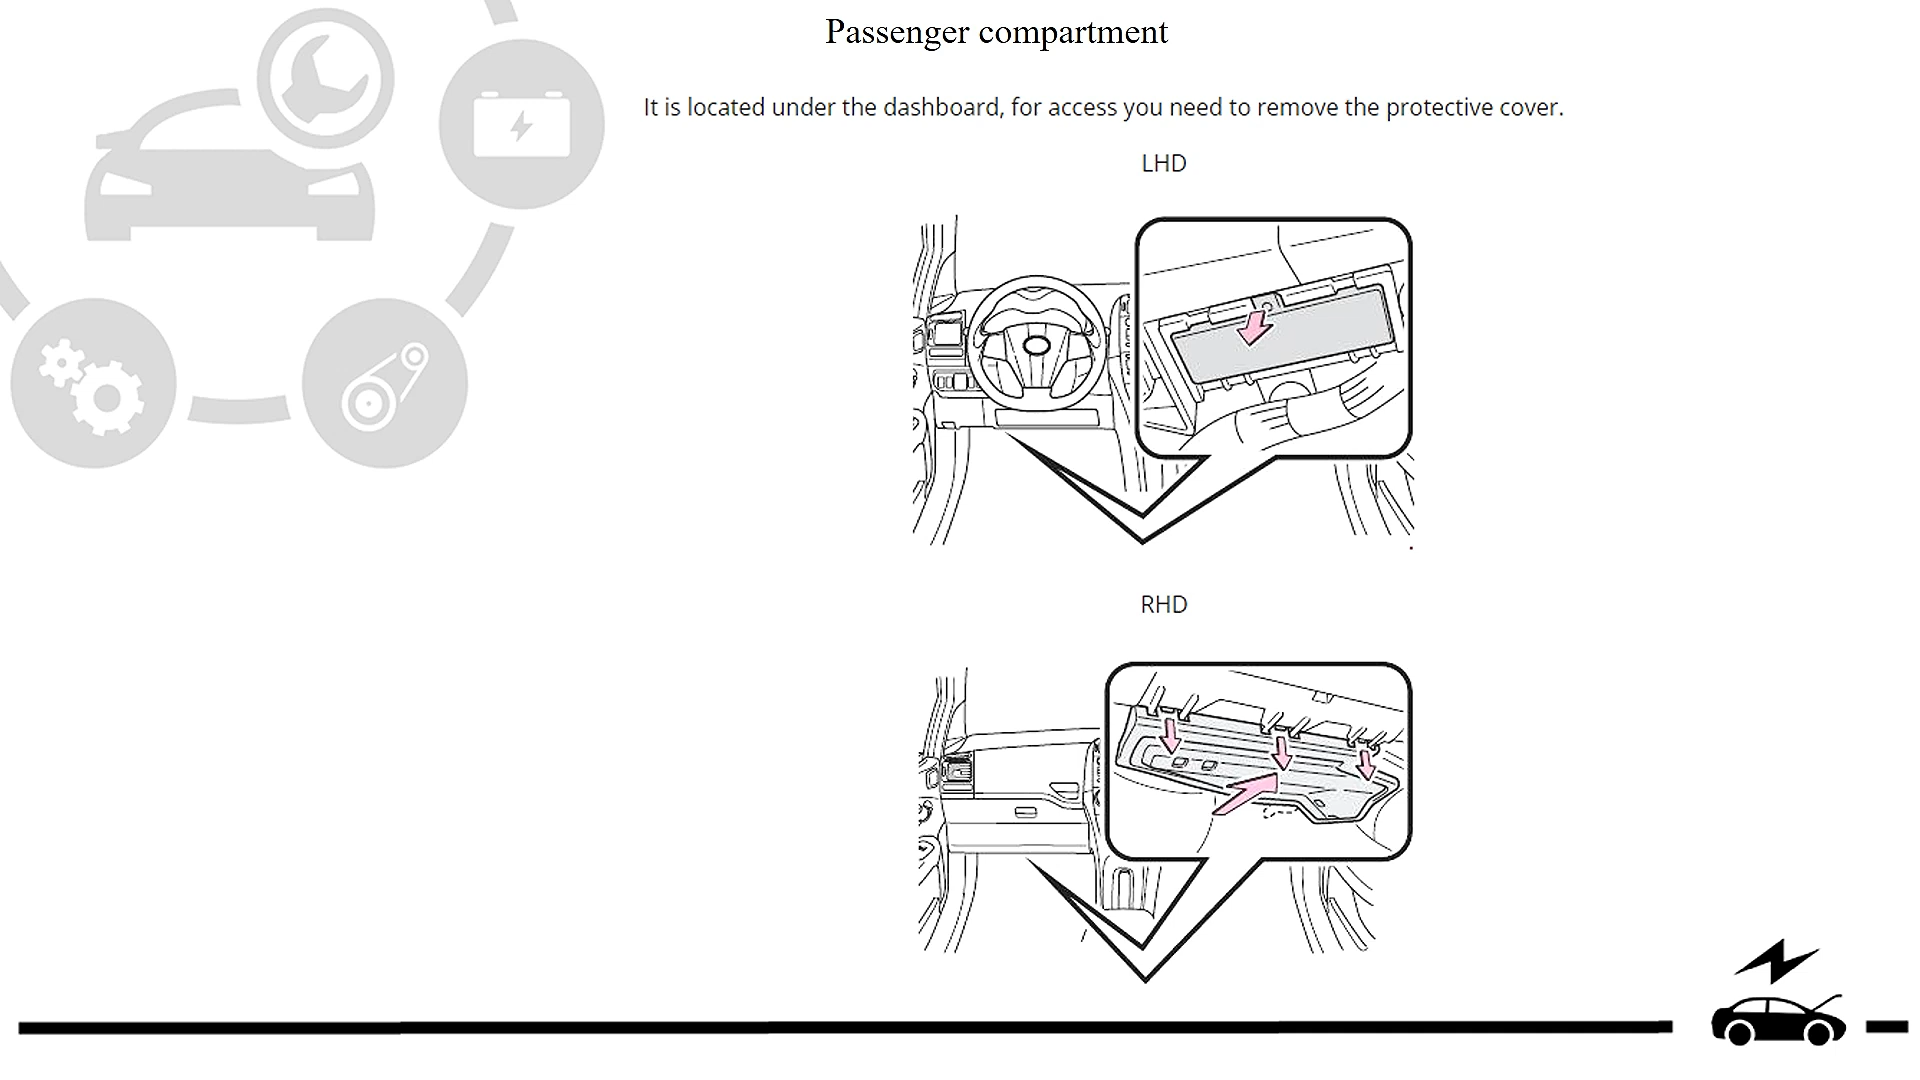 Passenger compartment
It is located under the dashboard, for access you need to remove the protective cover.
LHD
RHD